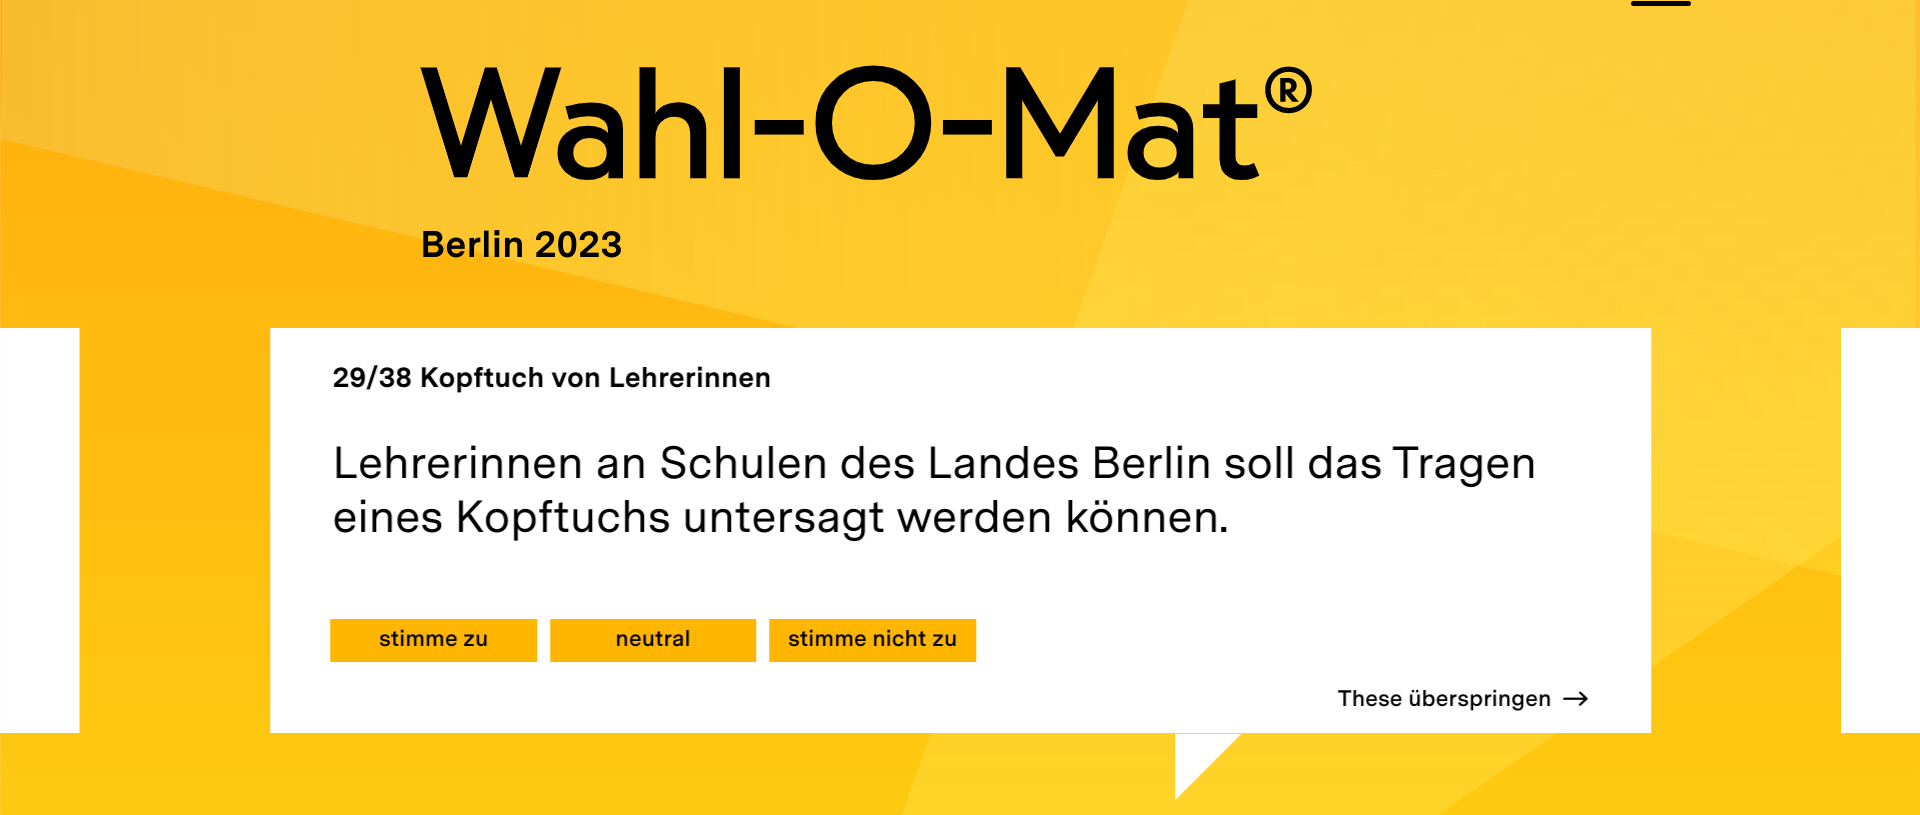 Wahl-O-Mat®
Berlin 2023
29/38 Kopftuch von Lehrerinnen
Lehrerinnen an Schulen des Landes Berlin soll das Tragen
eines Kopftuchs untersagt werden können.
stimme zu
neutral
stimme nicht zu
These überspringen →